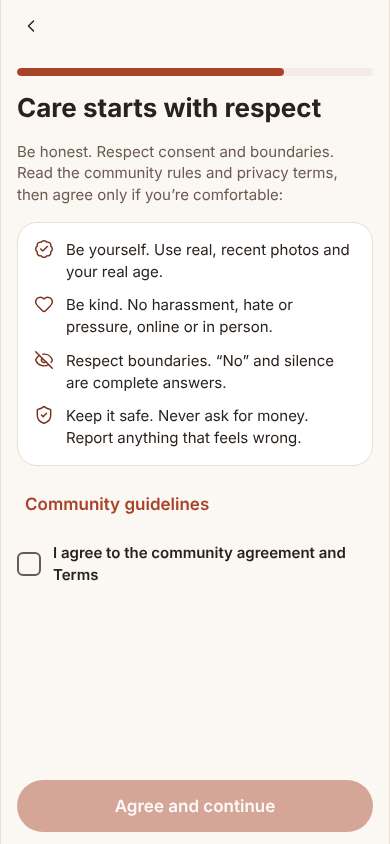 Care starts with respect
Be honest. Respect consent and boundaries.
Read the community rules and privacy terms,
then agree only if you’re comfortable:
Be yourself. Use real, recent photos and
your real age.
Be kind. No harassment, hate or
pressure, online or in person.
Respect boundaries. “No” and silence
are complete answers.
Keep it safe. Never ask for money.
Report anything that feels wrong.
Community guidelines
I agree to the community agreement and
Terms
Agree and continue